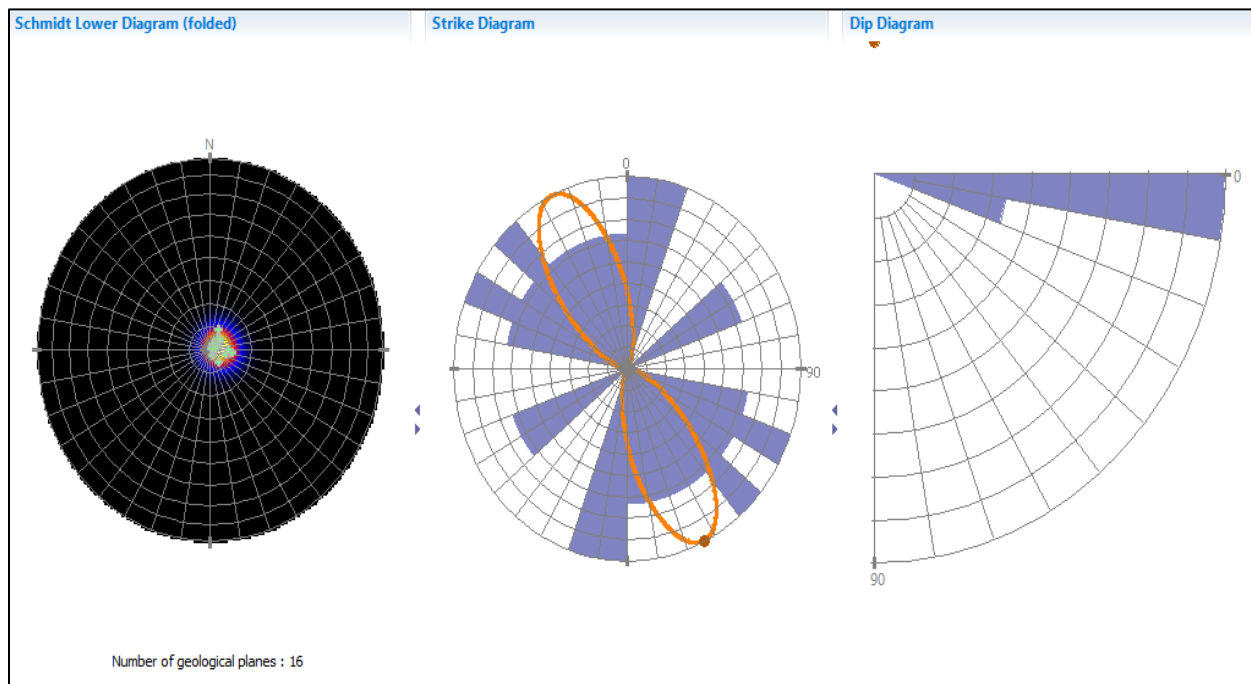 Schmidt Lower Diagram (folded)
Strike Diagram
Dip Diagram
N
0
90
0
90
Number of geological planes : 16